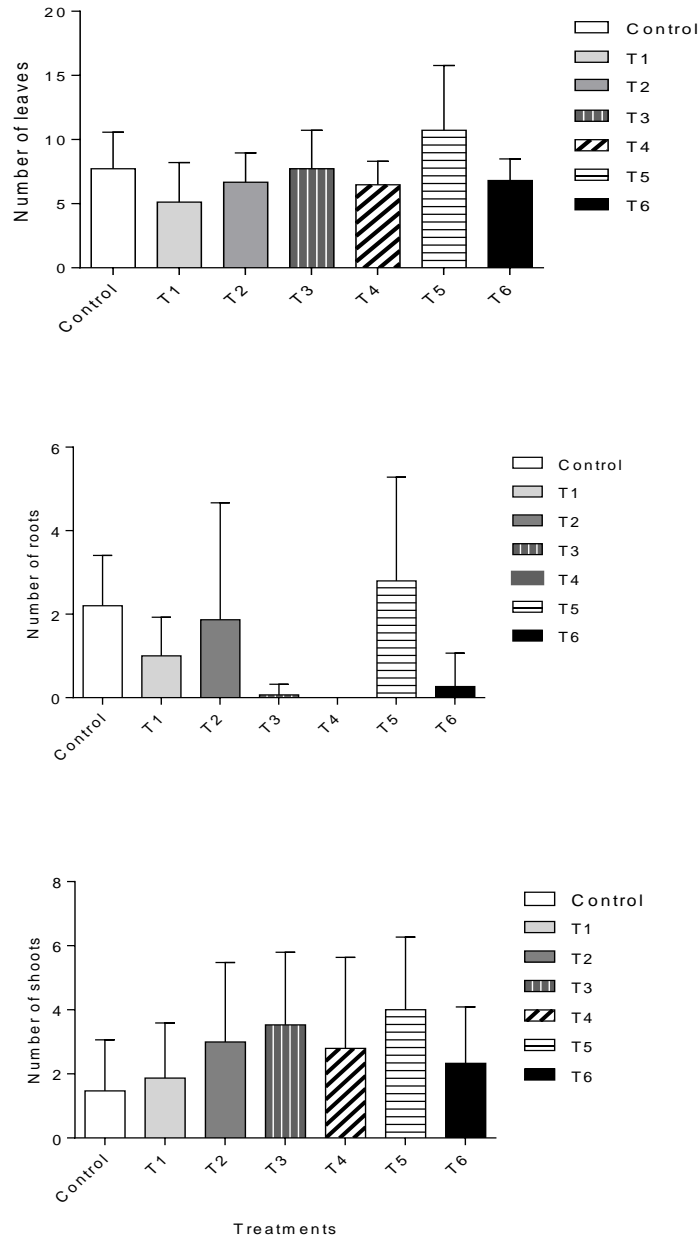 Number of leaves
20
15
10
5
0
Control
T1
T2
T3
T4
T5
T6
Control
T1
T2
T3
T4
T5
T6
Number of roots
6
4
2
0
Control
T1
T2
T3
T4
T5
T6
Control
T1
T2
T3
T4
T5
T6
Number of shoots
8
6
4
2
0
Control
T1
T2
T3
T4
T5
T6
Treatments
Control
T1
T2
T3
T4
T5
T6